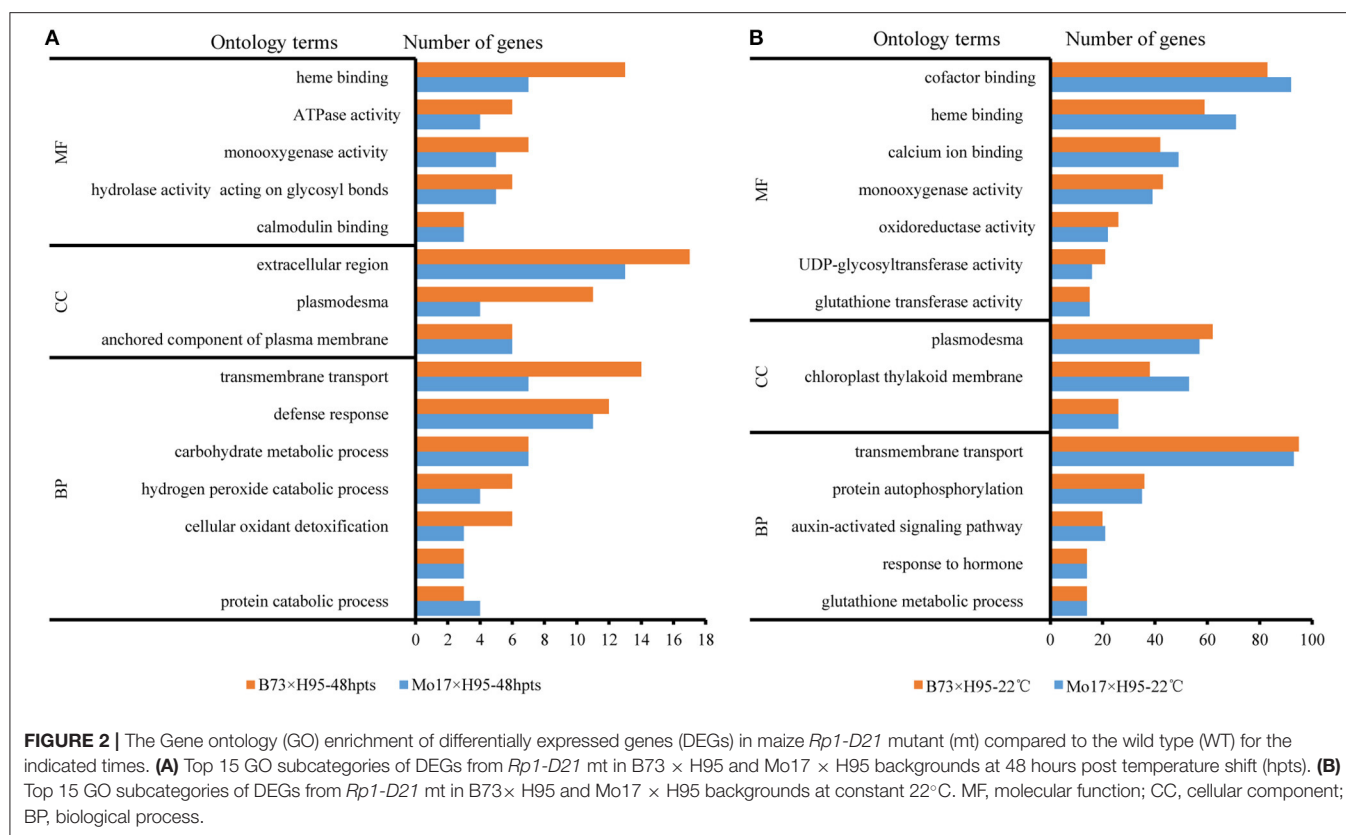 A
Ontology terms
Number of genes
MF
heme binding
ATPase activity
monooxygenase activity
hydrolase activity acting on glycosyl bonds
calmodulin binding
CC
extracellular region
plasmodesma
anchored component of plasma membrane
BP
transmembrane transport
defense response
carbohydrate metabolic process
hydrogen peroxide catabolic process
cellular oxidant detoxification
protein catabolic process
0 2 4 6 8 10 12 14 16 18
B73×H95-48hpts Mo17×H95-48hpts
B
Ontology terms
Number of genes
MF
cofactor binding
heme binding
calcium ion binding
monooxygenase activity
oxidoreductase activity
UDP-glycosyltransferase activity
glutathione transferase activity
CC
plasmodesma
chloroplast thylakoid membrane
BP
transmembrane transport
protein autophosphorylation
auxin-activated signaling pathway
response to hormone
glutathione metabolic process
0 20 40 60 80 100
B73×H95-22℃ Mo17×H95-22℃
FIGURE 2 | The Gene ontology (GO) enrichment of differentially expressed genes (DEGs) in maize Rp1-D21 mutant (mt) compared to the wild type (WT) for the
indicated times. (A) Top 15 GO subcategories of DEGs from Rp1-D21 mt in B73 × H95 and Mo17 × H95 backgrounds at 48 hours post temperature shift (hpts). (B)
Top 15 GO subcategories of DEGs from Rp1-D21 mt in B73× H95 and Mo17 × H95 backgrounds at constant 22°C. MF, molecular function; CC, cellular component;
BP, biological process.